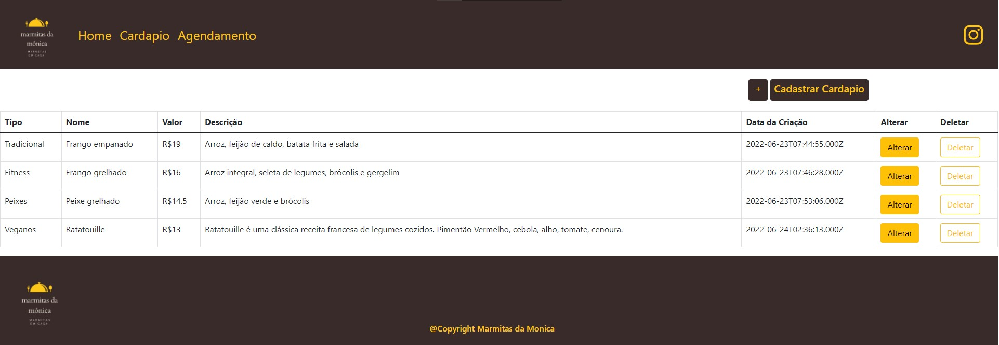 marmitas da
mônica
MARMITAS
EM CASA
Home Cardapio Agendamento
+ Cadastrar Cardapio
Tipo Nome Valor Descrição Data da Criação Alterar Deletar
Tradicional Frango empanado R$19 Arroz, feijão de caldo, batata frita e salada 2022-06-23T07:44:55.000Z Alterar Deletar
Fitness Frango grelhado R$16 Arroz integral, seleta de legumes, brócolis e gergelim 2022-06-23T07:46:28.000Z Alterar Deletar
Peixes Peixe grelhado R$14.5 Arroz, feijão verde e brócolis 2022-06-23T07:53:06.000Z Alterar Deletar
Veganos Ratatouille R$13 Ratatouille é uma clássica receita francesa de legumes cozidos. Pimentão Vermelho, cebola, alho, tomate, cenoura. 2022-06-24T02:36:13.000Z Alterar Deletar
marmitas da
mônica
MARMITAS
EM CASA
@Copyright Marmitas da Monica